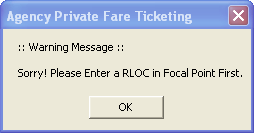 Agency Private Fare Ticketing
:: Warning Message ::
Sorry! Please Enter a RLOC in Focal Point First.
OK